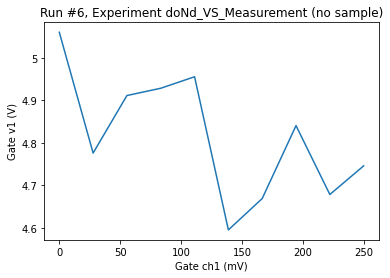 Run #6, Experiment doNd_VS_Measurement (no sample)
Gate v1 (V)
5
4.9
4.8
4.7
4.6
0 50 100 150 200 250
Gate ch1 (mV)